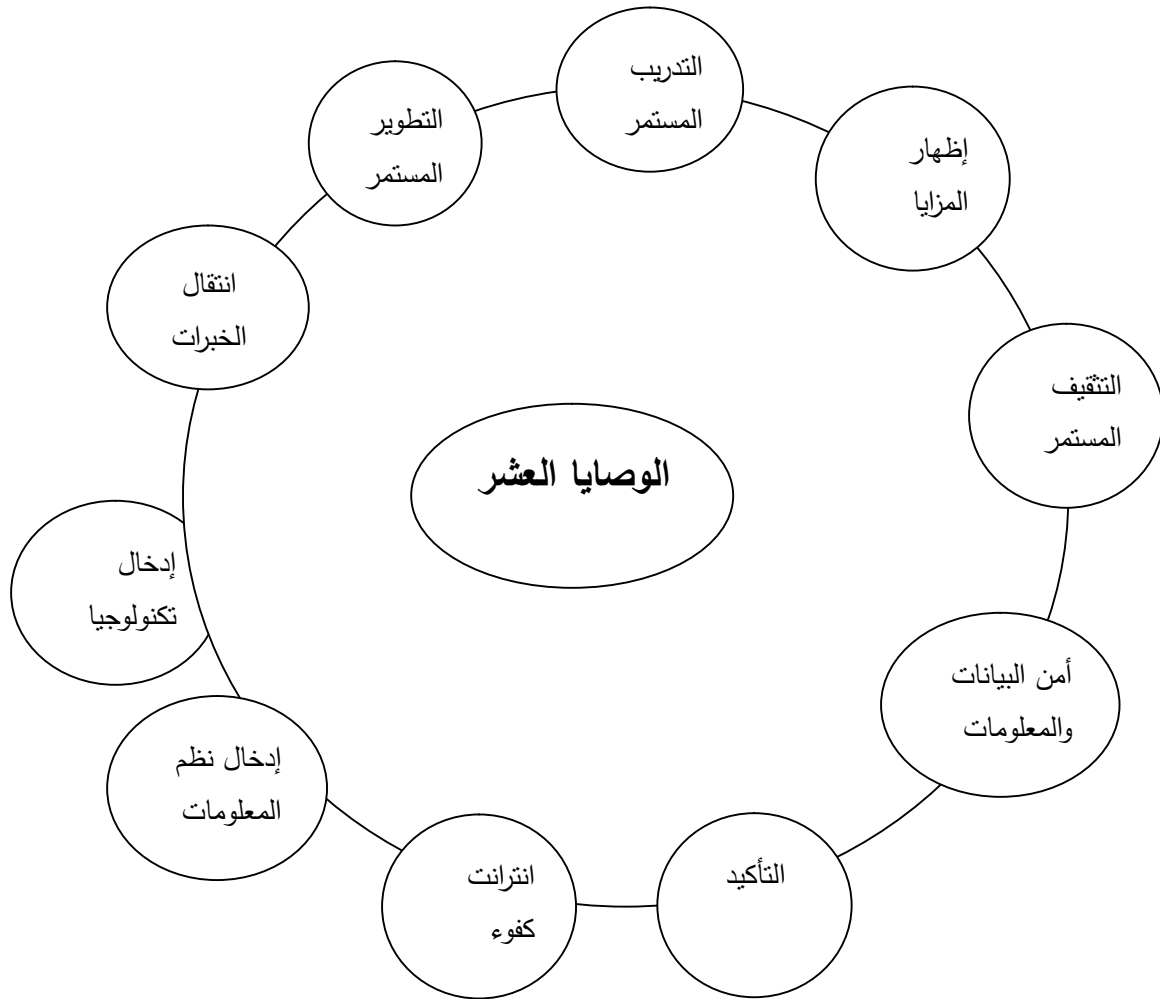 التدريب
المستمر
إظهار
المزايا
التثقيف
المستمر
أمن البيانات
والمعلومات
التأكيد
انترانت
كفوء
إدخال نظم
المعلومات
إدخال
تكنولوجيا
انتقال
الخبرات
التطوير
المستمر
الوصايا العشر